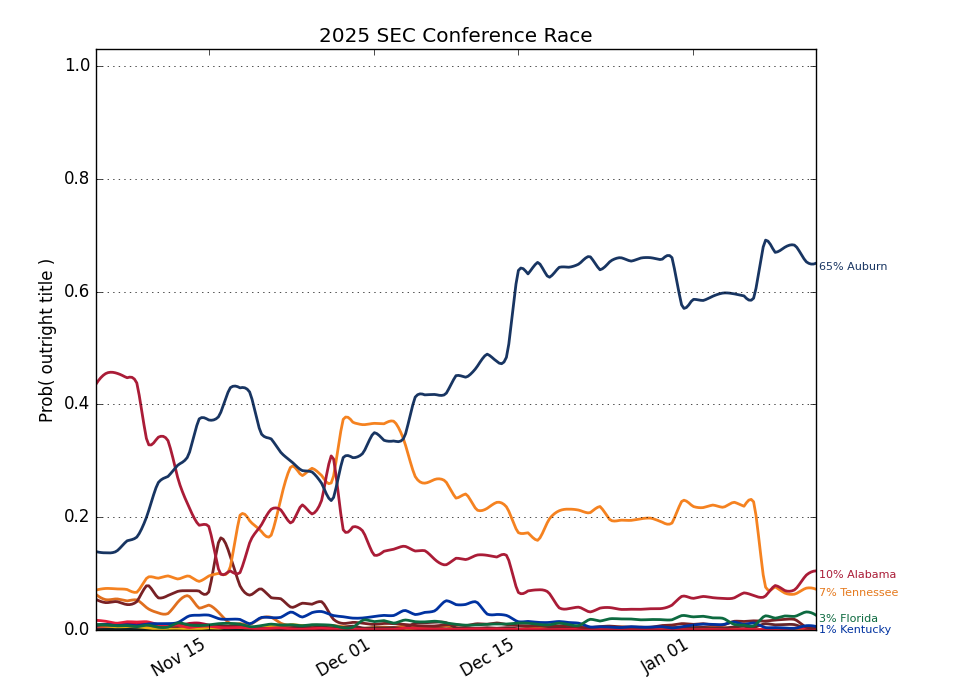 2025 SEC Conference Race
Prob( outright title )
1.0
0.8
0.6
0.4
0.2
0.0
Nov 15
Dec 01
Dec 15
Jan 01
65% Auburn
10% Alabama
7% Tennessee
3% Florida
1% Kentucky